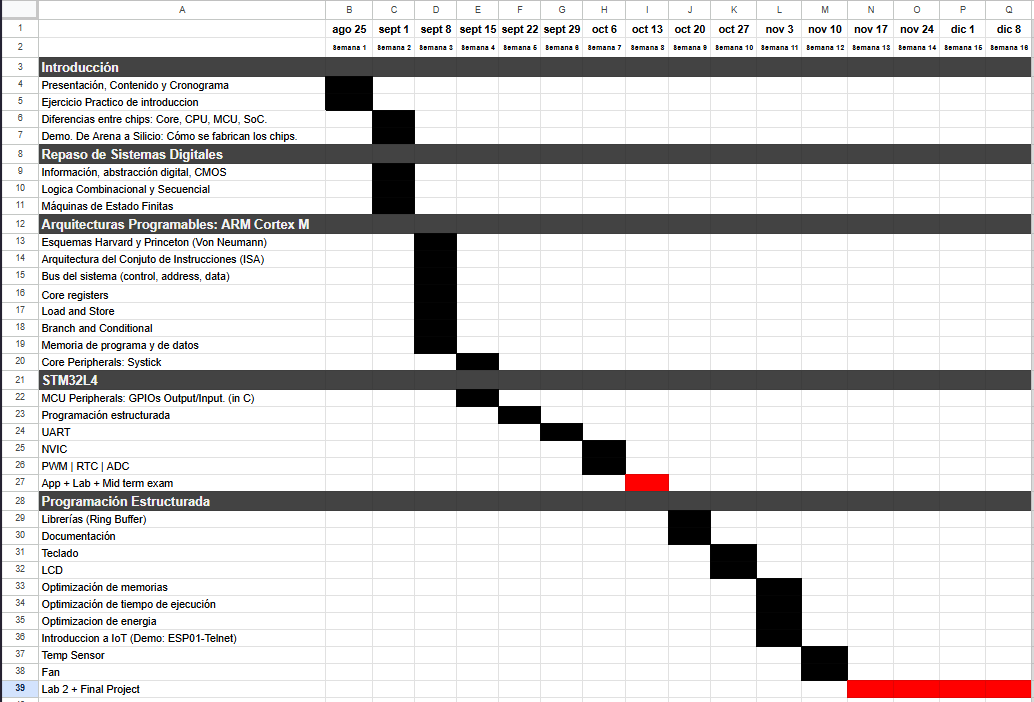 A B C D E F G H I J K L M N O P Q
1 ago 25 sept 1 sept 8 sept 15 sept 22 sept 29 oct 6 oct 13 oct 20 oct 27 nov 3 nov 10 nov 17 nov 24 dic 1 dic 8
2 Semana 1 Semana 2 Semana 3 Semana 4 Semana 5 Semana 6 Semana 7 Semana 8 Semana 9 Semana 10 Semana 11 Semana 12 Semana 13 Semana 14 Semana 15 Semana 16
3 Introducción
4 Presentación, Contenido y Cronograma
5 Ejercicio Practico de introduccion
6 Diferencias entre chips: Core, CPU, MCU, SoC.
7 Demo. De Arena a Silicio: Cómo se fabrican los chips.
8 Repaso de Sistemas Digitales
9 Información, abstracción digital, CMOS
10 Logica Combinacional y Secuencial
11 Máquinas de Estado Finitas
12 Arquitecturas Programables: ARM Cortex M
13 Esquemas Harvard y Princeton (Von Neumann)
14 Arquitectura del Conjuto de Instrucciones (ISA)
15 Bus del sistema (control, address, data)
16 Core registers
17 Load and Store
18 Branch and Conditional
19 Memoria de programa y de datos
20 Core Peripherals: Systick
21 STM32L4
22 MCU Peripherals: GPIOs Output/Input. (in C)
23 Programación estructurada
24 UART
25 NVIC
26 PWM | RTC | ADC
27 App + Lab + Mid term exam
28 Programación Estructurada
29 Librerías (Ring Buffer)
30 Documentación
31 Teclado
32 LCD
33 Optimización de memorias
34 Optimización de tiempo de ejecución
35 Optimizacion de energia
36 Introduccion a IoT (Demo: ESP01-Telnet)
37 Temp Sensor
38 Fan
39 Lab 2 + Final Project